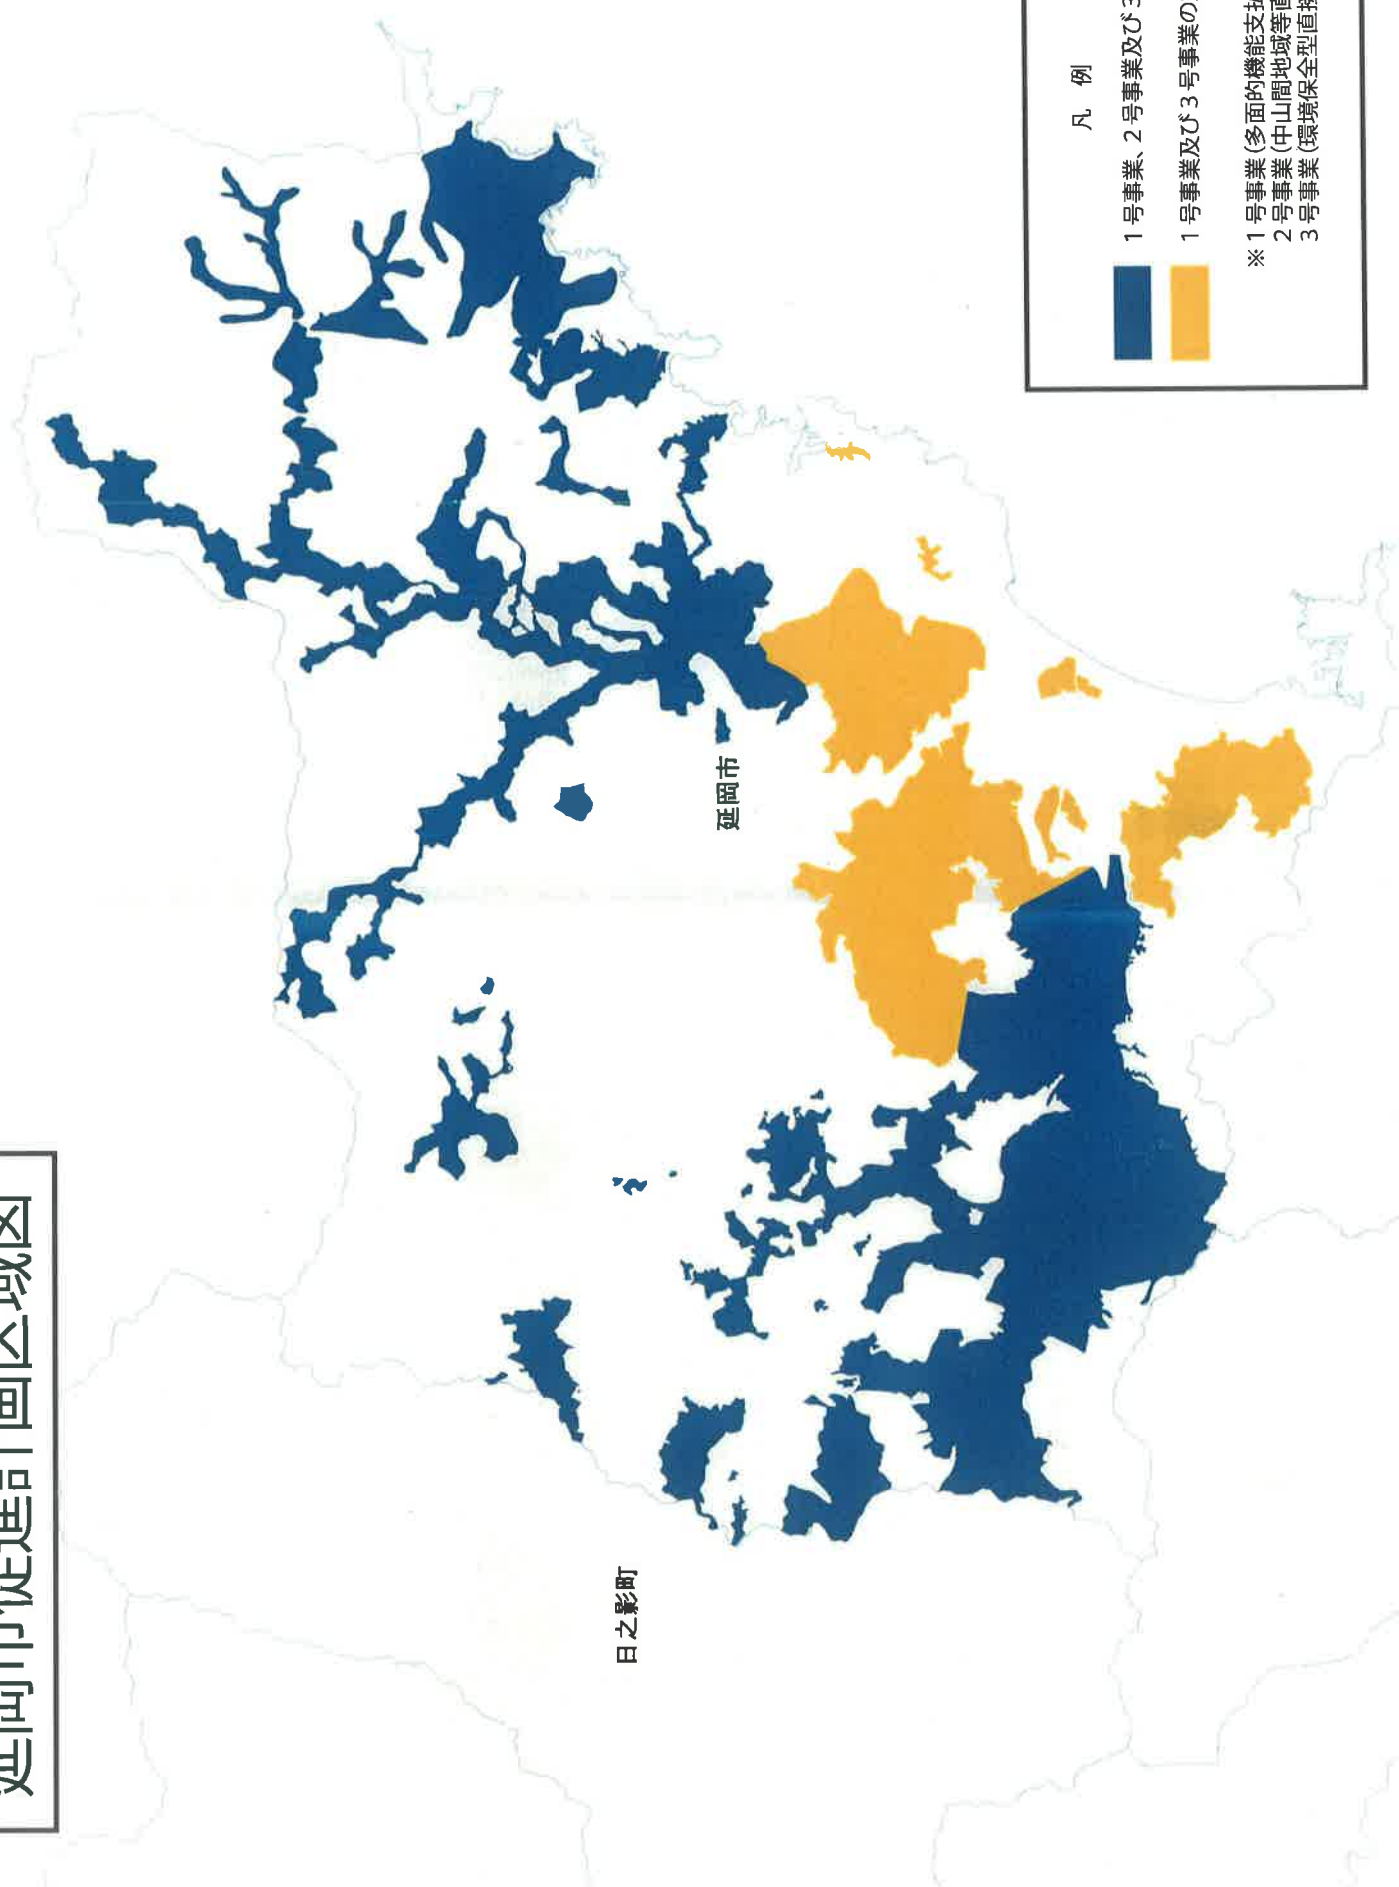 延岡市促進計画区域図
凡 例
1号事業、2号事業及び3
1号事業及び3号事業の
※1号事業(多面的機能支払
2号事業(中山間地域等直
3号事業(環境保全型直接
延岡市
日之影町